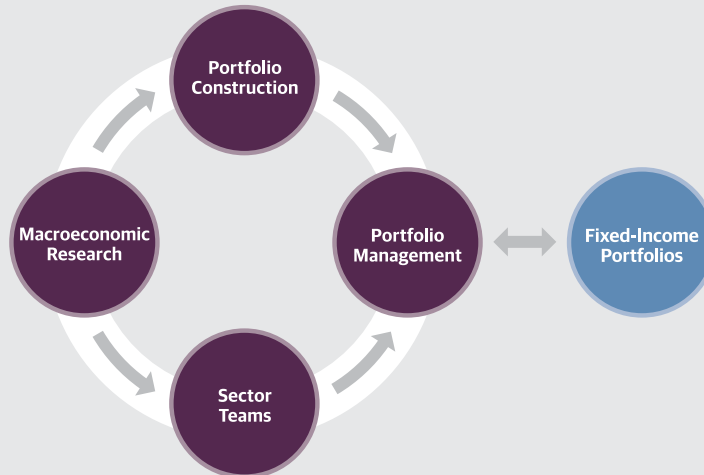 Portfolio
Construction
Macroeconomic
Research
Portfolio
Management
Fixed-Income
Portfolios
Sector
Teams